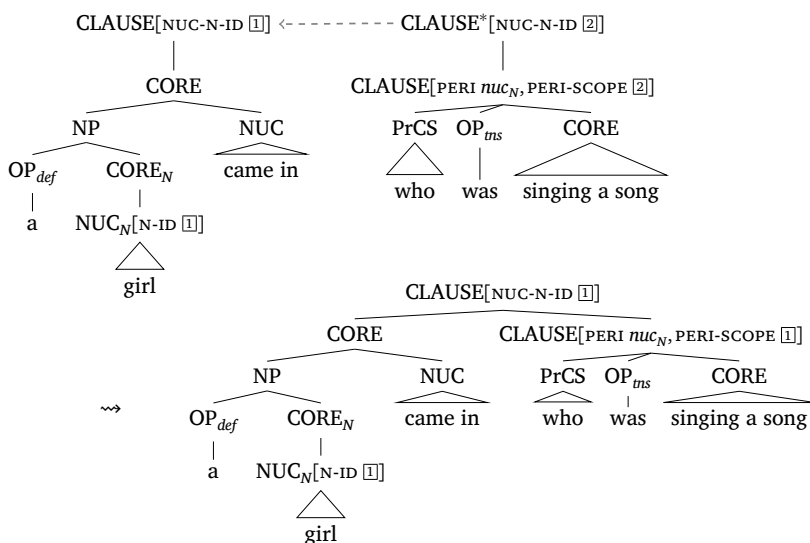 CLAUSE[NUC-N-ID 1] CLAUSE*[NUC-N-ID 2]
CORE CLAUSE[PERI nucN, PERI-SCOPE 2]
NP NUC PrCS OPtns CORE
OPdef COREN came in who was singing a song
a NUCN[N-ID 1]
girl
CLAUSE[NUC-N-ID 1]
CORE CLAUSE[PERI nucN, PERI-SCOPE 1]
NP NUC PrCS OPtns CORE
⇝ OPdef COREN came in who was singing a song
a NUCN[N-ID 1]
girl